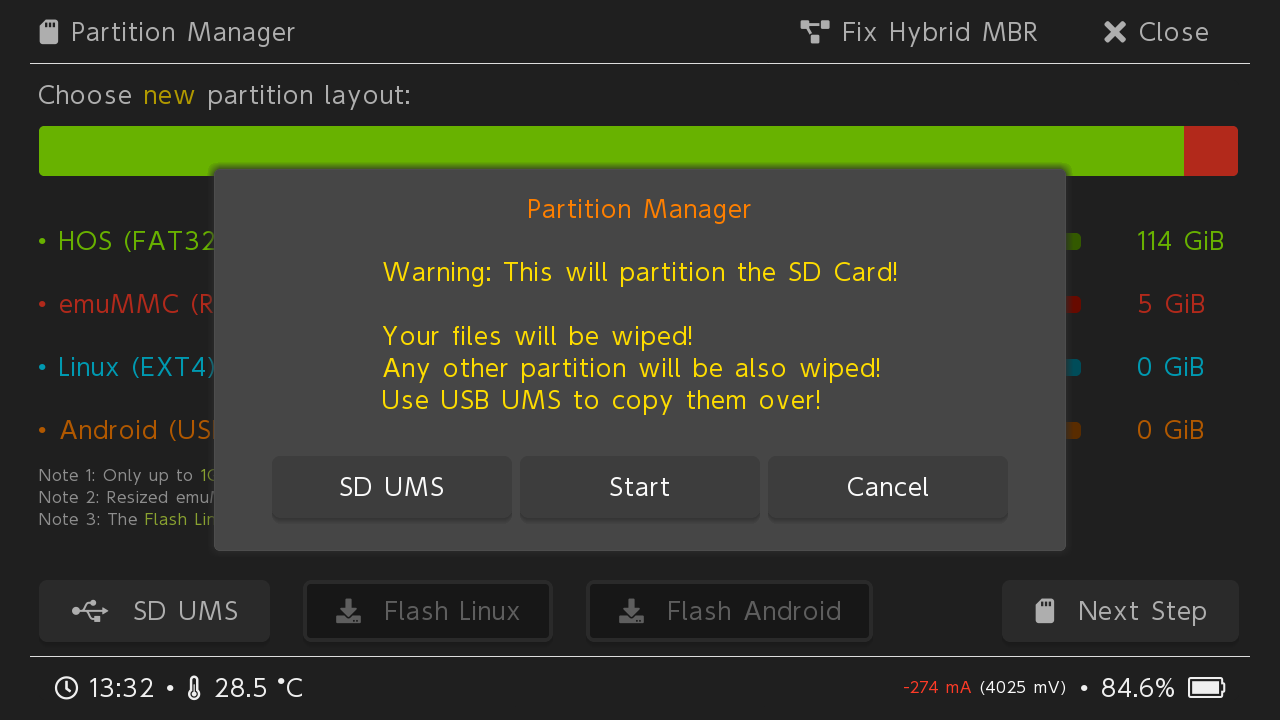 Partition Manager Fix Hybrid MBR Close
Choose new partition layout:
Partition Manager
Warning: This will partition the SD Card!
Your files will be wiped!
Any other partition will be also wiped!
Use USB UMS to copy them over!
SD UMS Start Cancel
• HOS (FAT32 114 GiB
• emuMMC 5 GiB
• Linux (EXT4) 0 GiB
• Android 0 GiB
Note 1: Only up to
Note 2: Resized
Note 3: The Flash
SD UMS Flash Linux Flash Android Next Step
13:32 • 28.5 °C -274 mA (4025 mV) • 84.6%